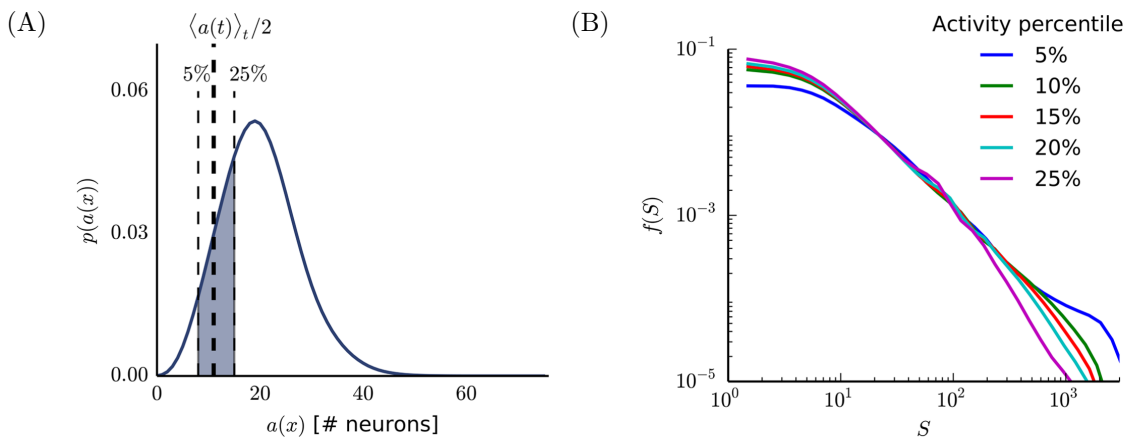 (A)
⟨a(t)⟩_t/2
5% 25%
0.06
0.03
0.00
p(a(x))
0 20 40 60
a(x) [# neurons]
(B)
Activity percentile
5%
10%
15%
20%
25%
10^{-1}
10^{-3}
10^{-5}
f(S)
10^0 10^1 10^2 10^3
S